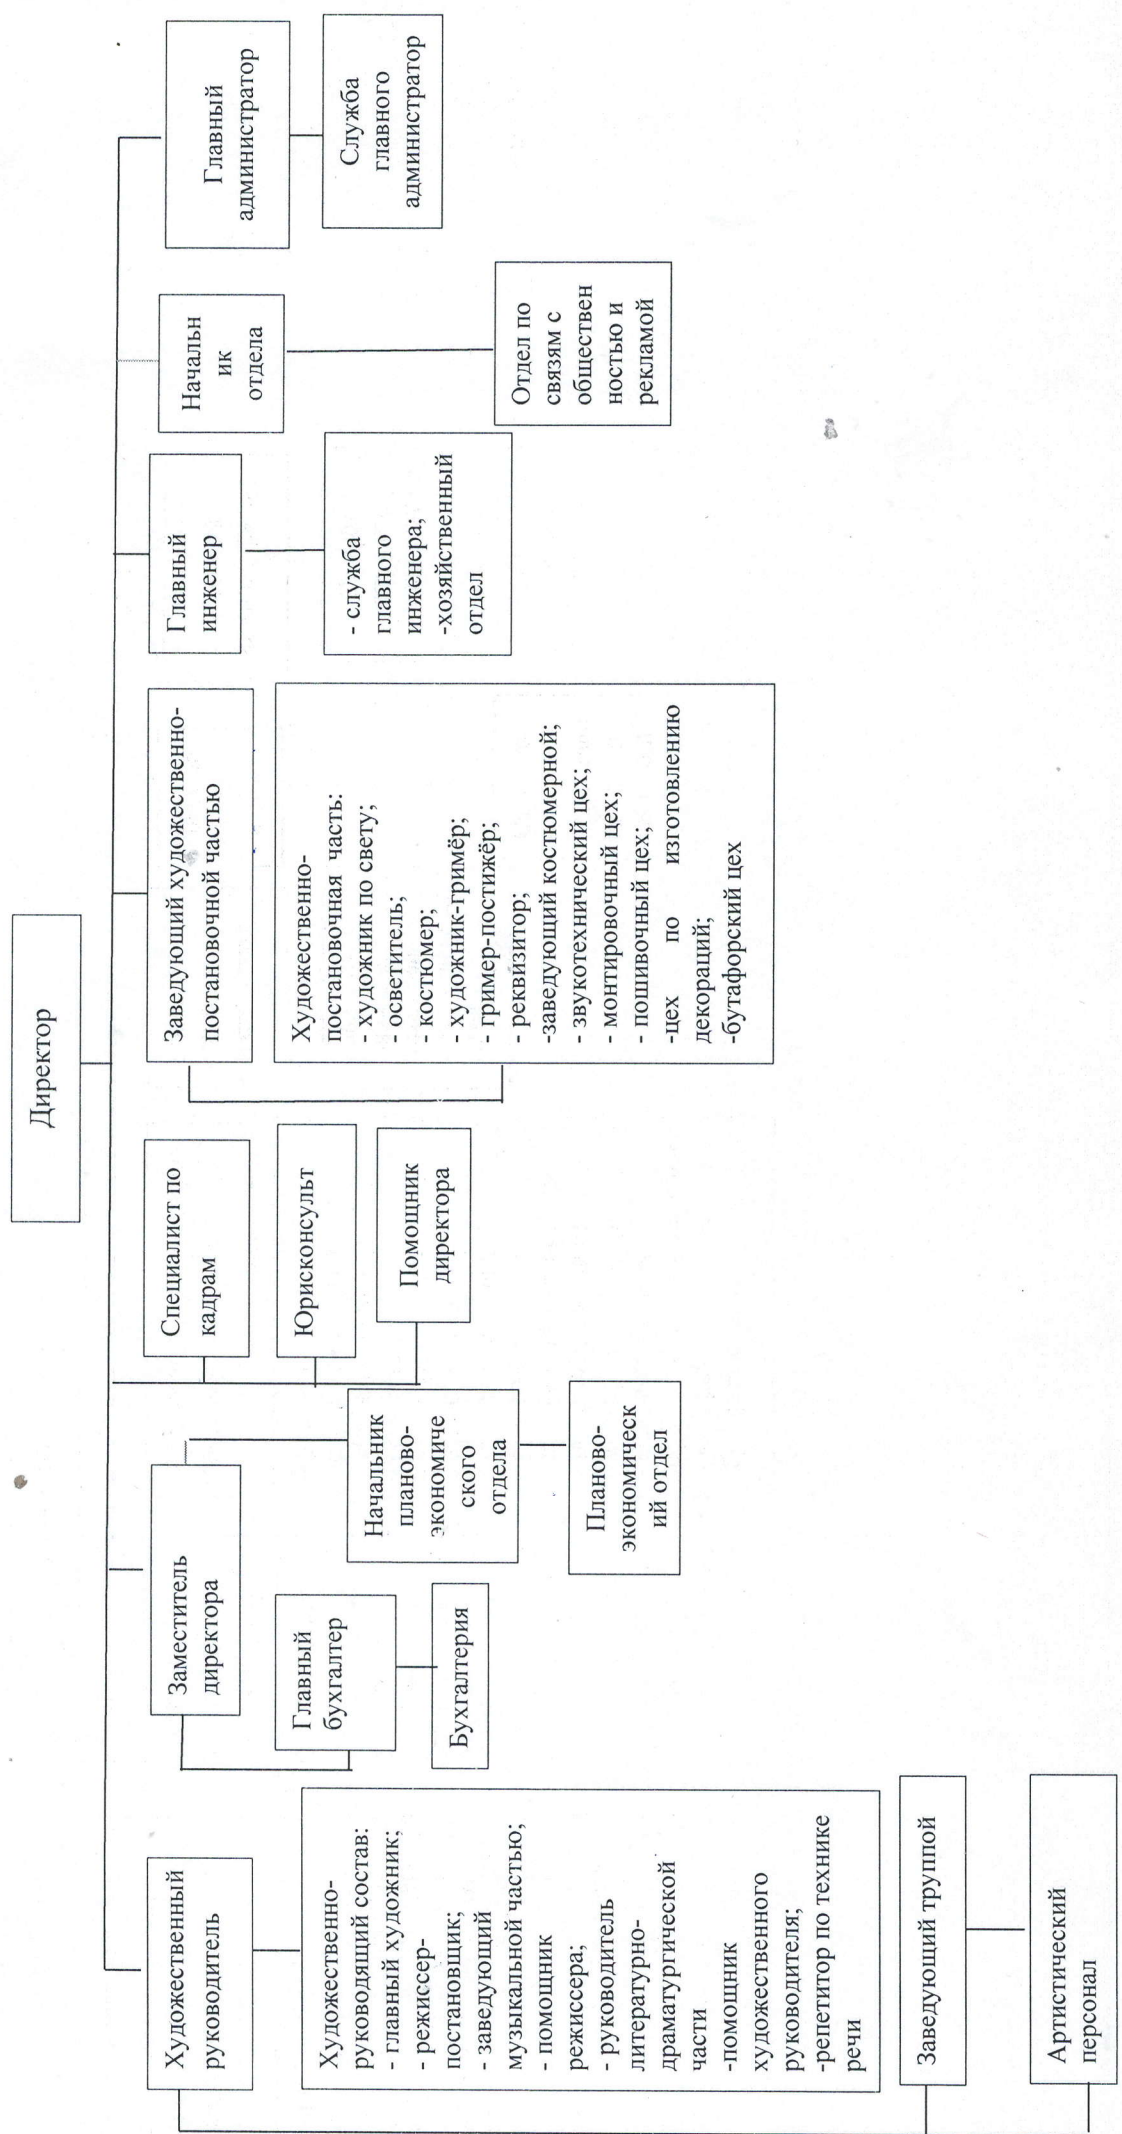 Директор
Художественный
руководитель
Художественно-
руководящий состав:
- главный художник;
- режиссер-
постановщик;
- заведующий
музыкальной частью;
- помощник
режиссера;
- руководитель
литературно-
драматургической
части
-помощник
художественного
руководителя;
-репетитор по технике
речи
Заведующий труппой
Артистический
персонал
Заместитель
директора
Главный
бухгалтер
Бухгалтерия
Начальник
планово-
экономиче
ского
отдела
Планово-
экономическ
ий отдел
Специалист по
кадрам
Юрисконсульт
Помощник
директора
Заведующий художественно-
постановочной частью
Художественно-
постановочная часть:
- художник по свету;
- осветитель;
- костюмер;
- художник-гримёр;
- гример-постижёр;
- реквизитор;
-заведующий костюмерной;
- звукотехнический цех;
- монтировочный цех;
- пошивочный цех;
-цех по изготовлению
декораций;
-бутафорский цех
Главный
инженер
- служба
главного
инженера;
-хозяйственный
отдел
Начальн
ик
отдела
Отдел по
связям с
обществен
ностью и
рекламой
Главный
администратор
Служба
главного
администратор